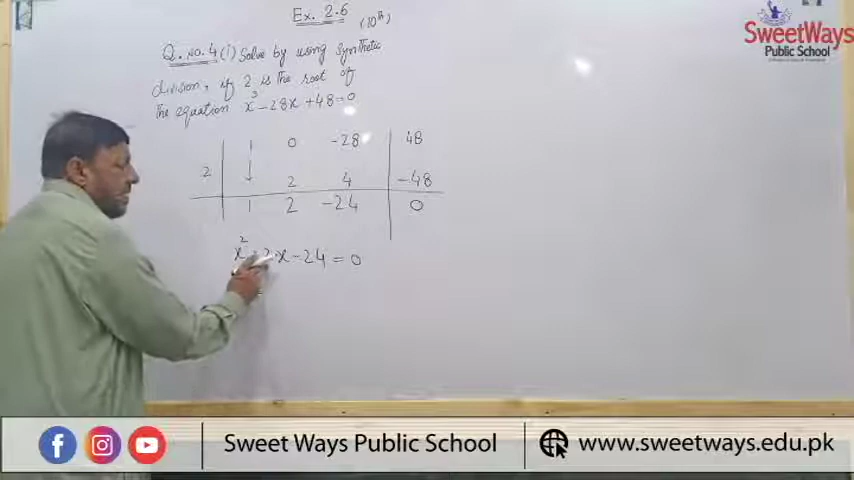 Ex. 2.6 (10th)
SweetWays
Public School
Q.No.4 (i) Solve by using synthetic
division, if 2 is the root of
the equation x³ - 28x + 48 = 0
1 0 -28 48
2
↓ 2 4 -48
1 2 -24 0
x² + 2x - 24 = 0
Sweet Ways Public School
www.sweetways.edu.pk